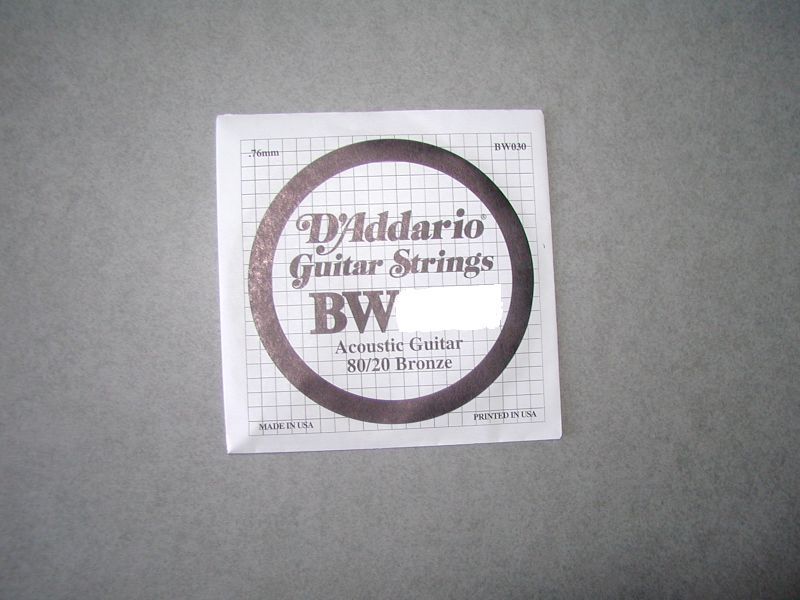 .76mm BW030
D'Addario®
Guitar Strings
BW
Acoustic Guitar
80/20 Bronze
MADE IN USA PRINTED IN USA